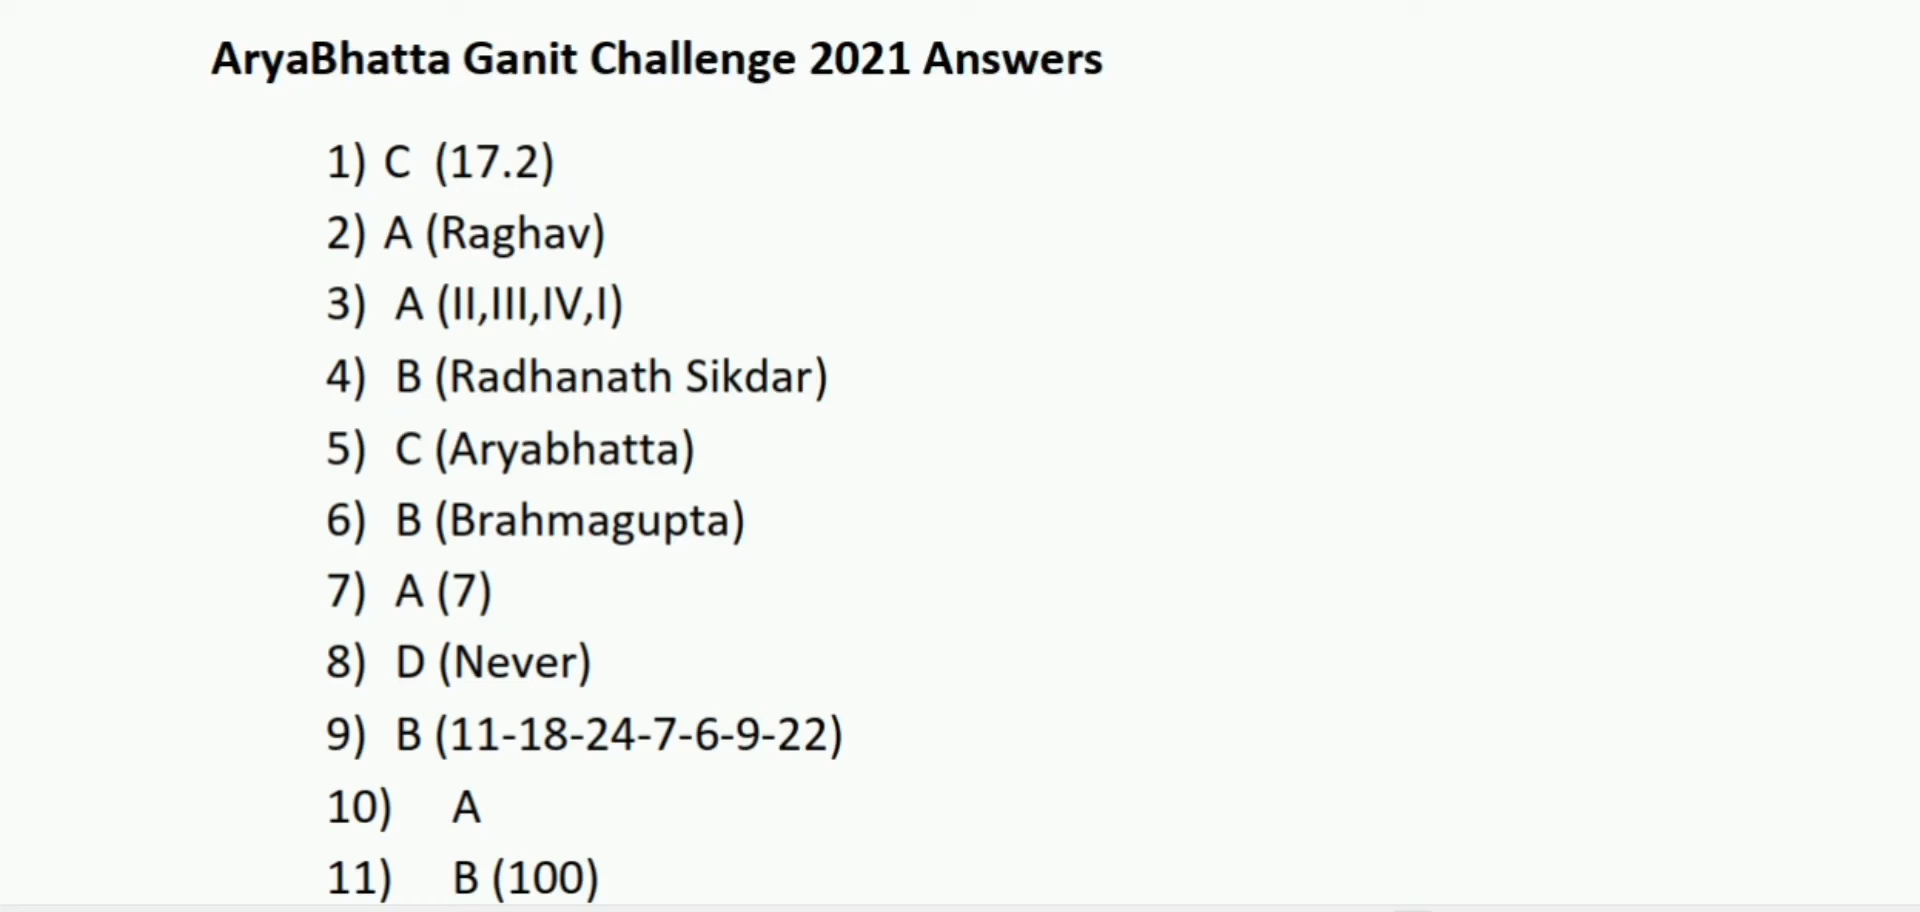 AryaBhatta Ganit Challenge 2021 Answers
1) C (17.2)
2) A (Raghav)
3) A (II,III,IV,I)
4) B (Radhanath Sikdar)
5) C (Aryabhatta)
6) B (Brahmagupta)
7) A (7)
8) D (Never)
9) B (11-18-24-7-6-9-22)
10) A
11) B (100)